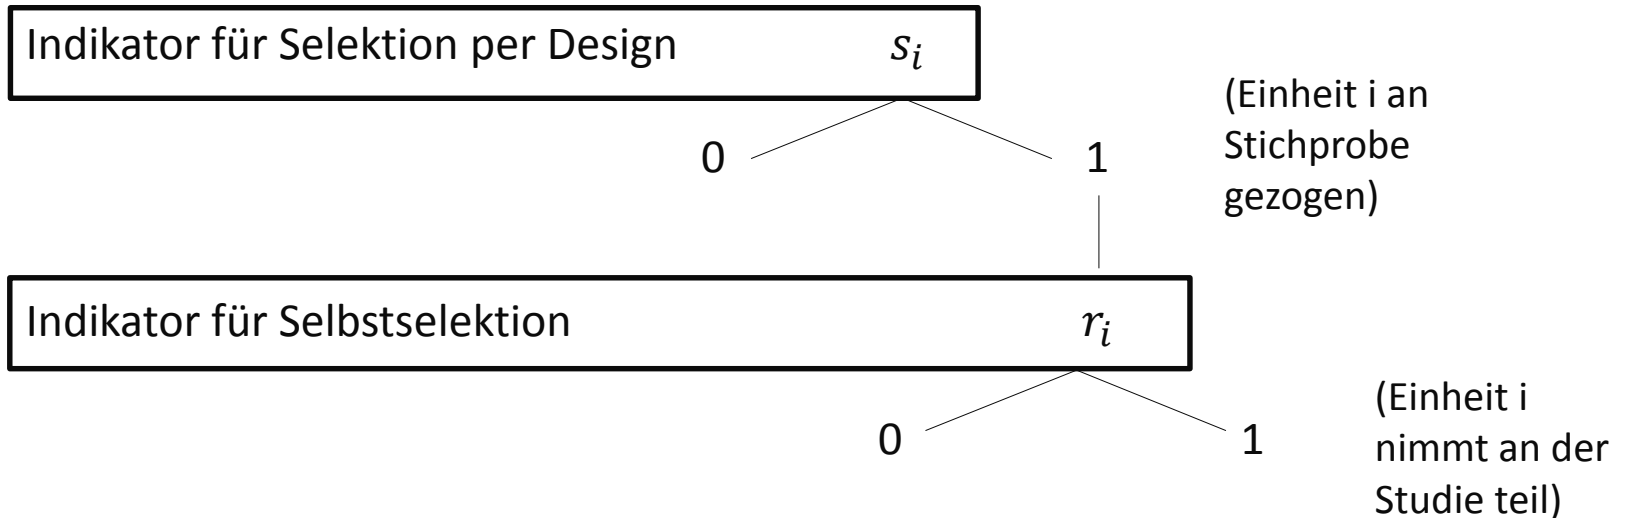 Indikator für Selektion per Design s_i
0
1
(Einheit i an
Stichprobe
gezogen)
Indikator für Selbstselektion r_i
0
1
(Einheit i
nimmt an der
Studie teil)